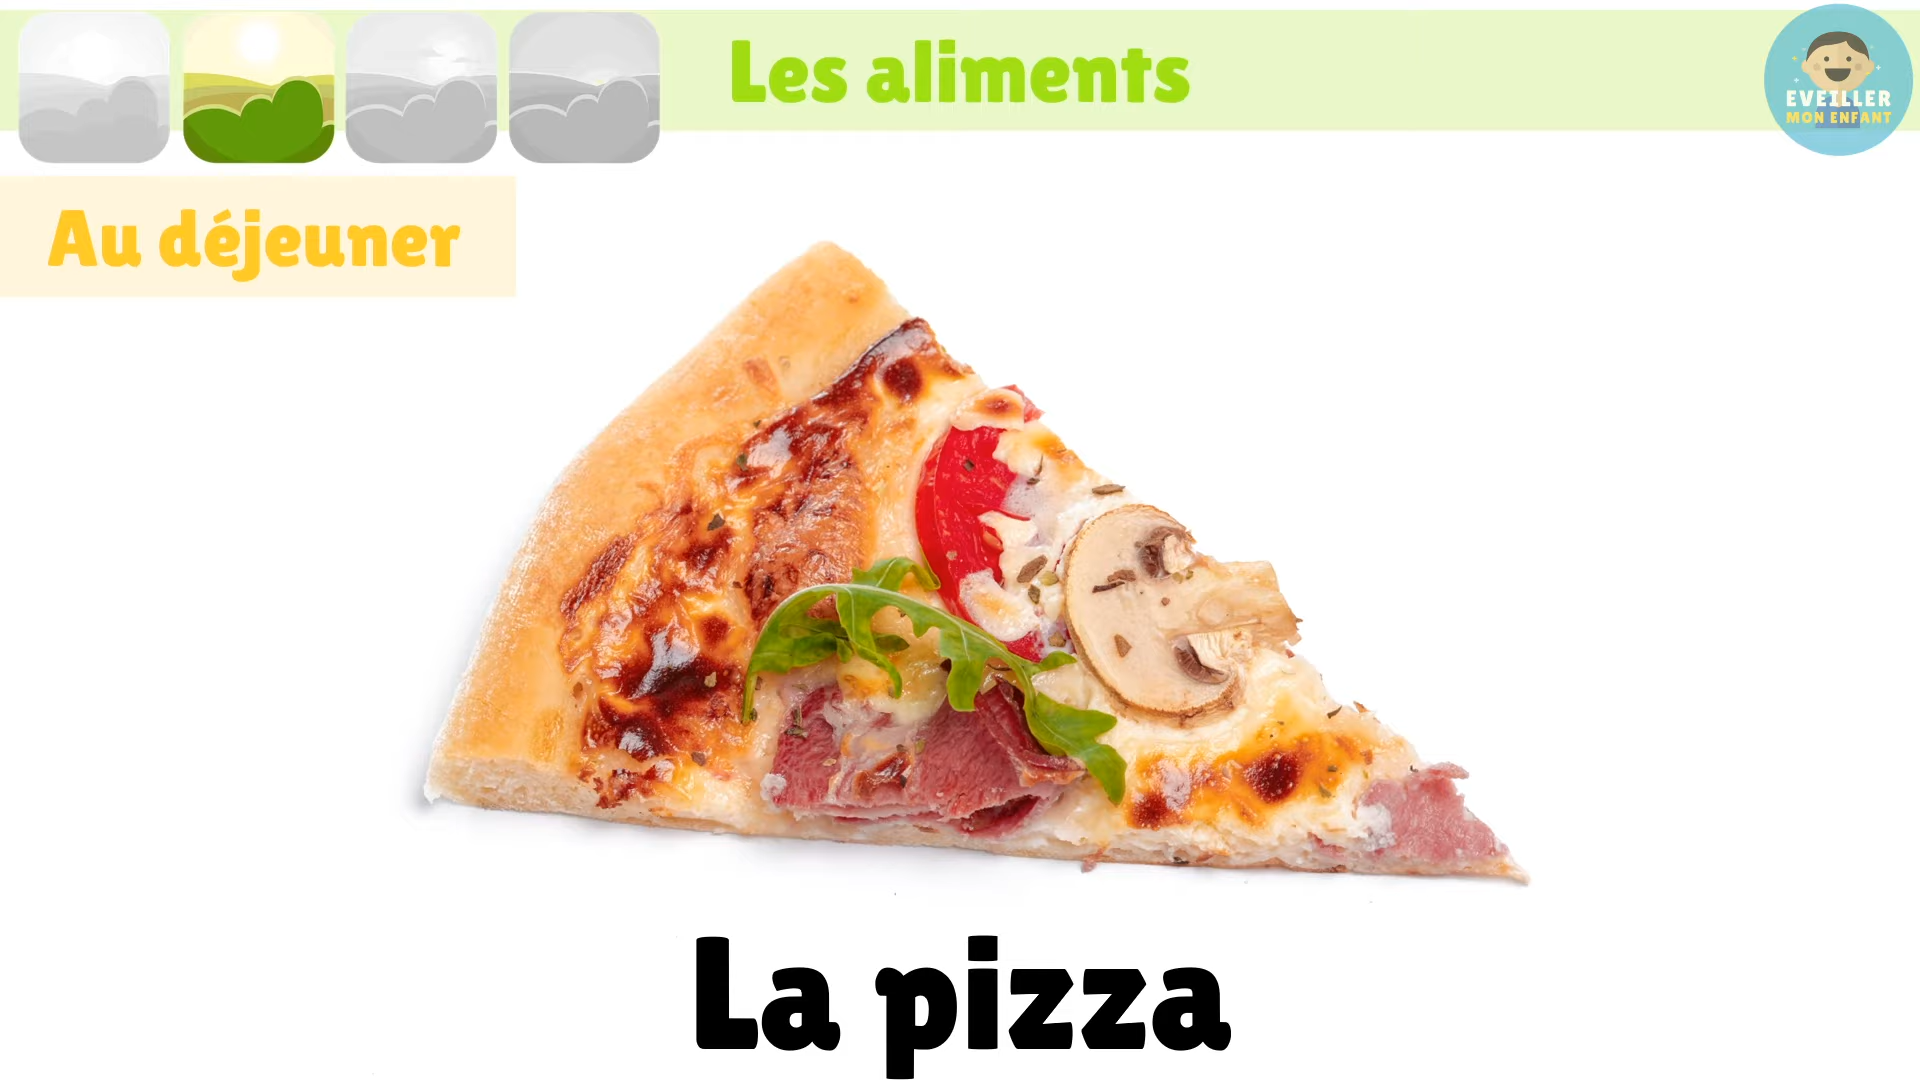 Les aliments
EVEILLER
MON ENFANT
Au déjeuner
La pizza